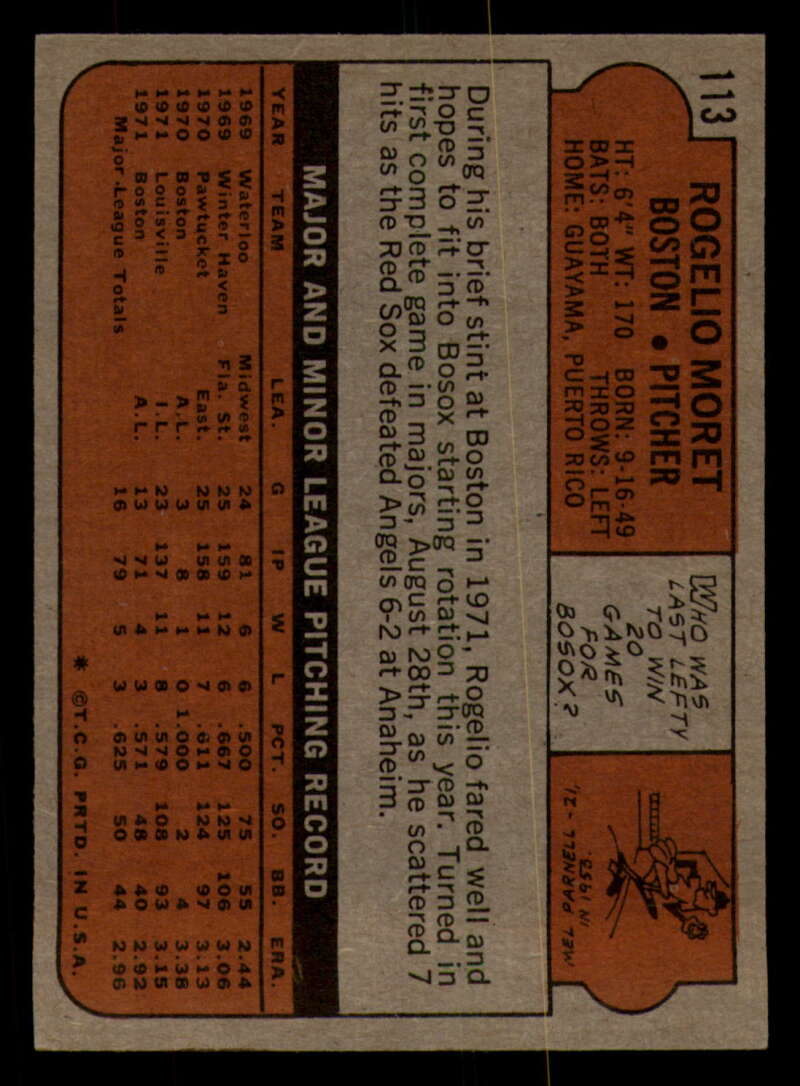 113
ROGELIO MORET
BOSTON • PITCHER
HT: 6'4" WT: 170 BORN: 9-16-49
BATS: BOTH THROWS: LEFT
HOME: GUAYAMA, PUERTO RICO
WHO WAS
LAST LEFTY
TO WIN
20
GAMES
FOR
BOSOX?
MEL PARNELL - 21,
IN 1953.
During his brief stint at Boston in 1971, Rogelio fared well and
hopes to fit into Bosox starting rotation this year. Turned in
first complete game in majors, August 28th, as he scattered 7
hits as the Red Sox defeated Angels 6-2 at Anaheim.
MAJOR AND MINOR LEAGUE PITCHING RECORD
YEAR TEAM LEA. G IP W L PCT. SO. BB. ERA.
1969 Waterloo Midwest 24 81 6 6 .500 75 55 2.44
1969 Winter Haven Fla. St. 25 159 12 6 .667 125 106 3.06
1970 Pawtucket East. 25 158 11 7 .611 124 97 3.13
1970 Boston A.L. 3 8 1 0 1.000 2 4 3.38
1971 Louisville I.L. 23 137 11 8 .579 108 93 3.15
1971 Boston A.L. 13 71 4 3 .571 48 40 2.92
Major League Totals 16 79 5 3 .625 50 44 2.96
* ©T.C.G. PRTD. IN U.S.A.